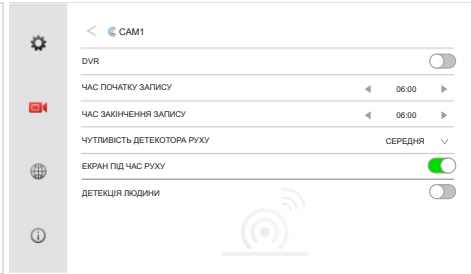 < CAM1
DVR
ЧАС ПОЧАТКУ ЗАПИСУ 06:00
ЧАС ЗАКІНЧЕННЯ ЗАПИСУ 06:00
ЧУТЛИВІСТЬ ДЕТЕКОТОРА РУХУ СЕРЕДНЯ
ЕКРАН ПІД ЧАС РУХУ
ДЕТЕКЦІЯ ЛЮДИНИ